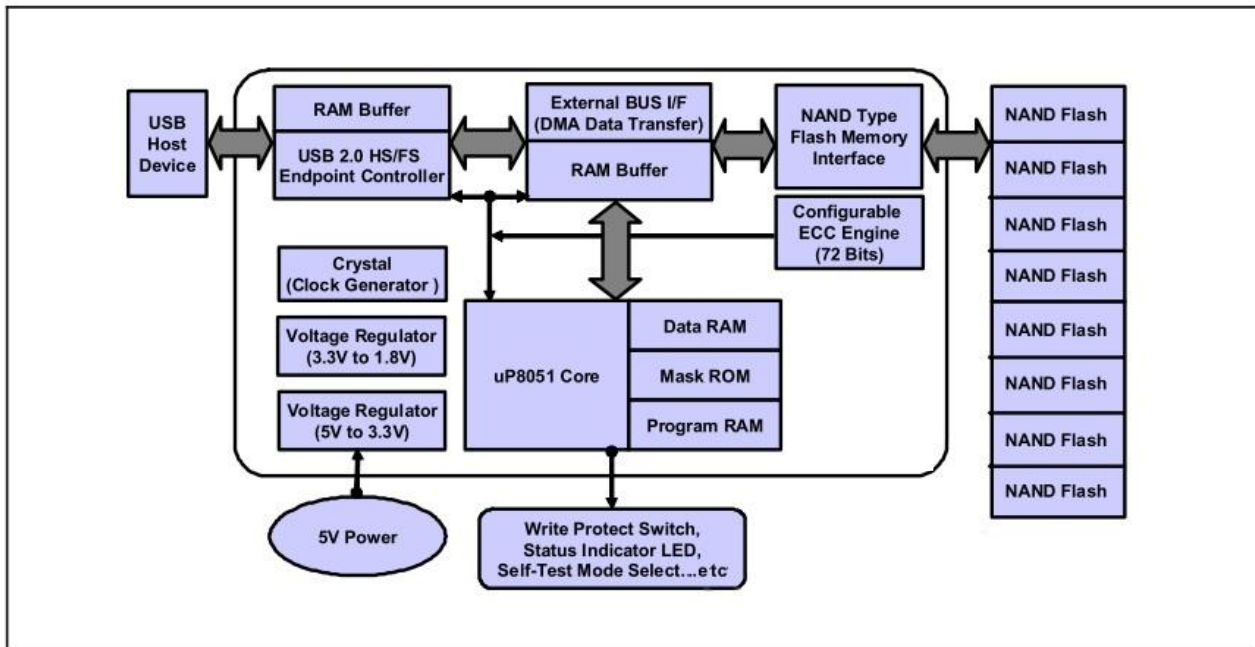 USB
Host
Device
RAM Buffer
USB 2.0 HS/FS
Endpoint Controller
External BUS I/F
(DMA Data Transfer)
RAM Buffer
NAND Type
Flash Memory
Interface
Configurable
ECC Engine
(72 Bits)
NAND Flash
NAND Flash
NAND Flash
NAND Flash
NAND Flash
NAND Flash
NAND Flash
NAND Flash
Crystal
(Clock Generator )
Voltage Regulator
(3.3V to 1.8V)
Voltage Regulator
(5V to 3.3V)
uP8051 Core
Data RAM
Mask ROM
Program RAM
5V Power
Write Protect Switch,
Status Indicator LED,
Self-Test Mode Select...etc